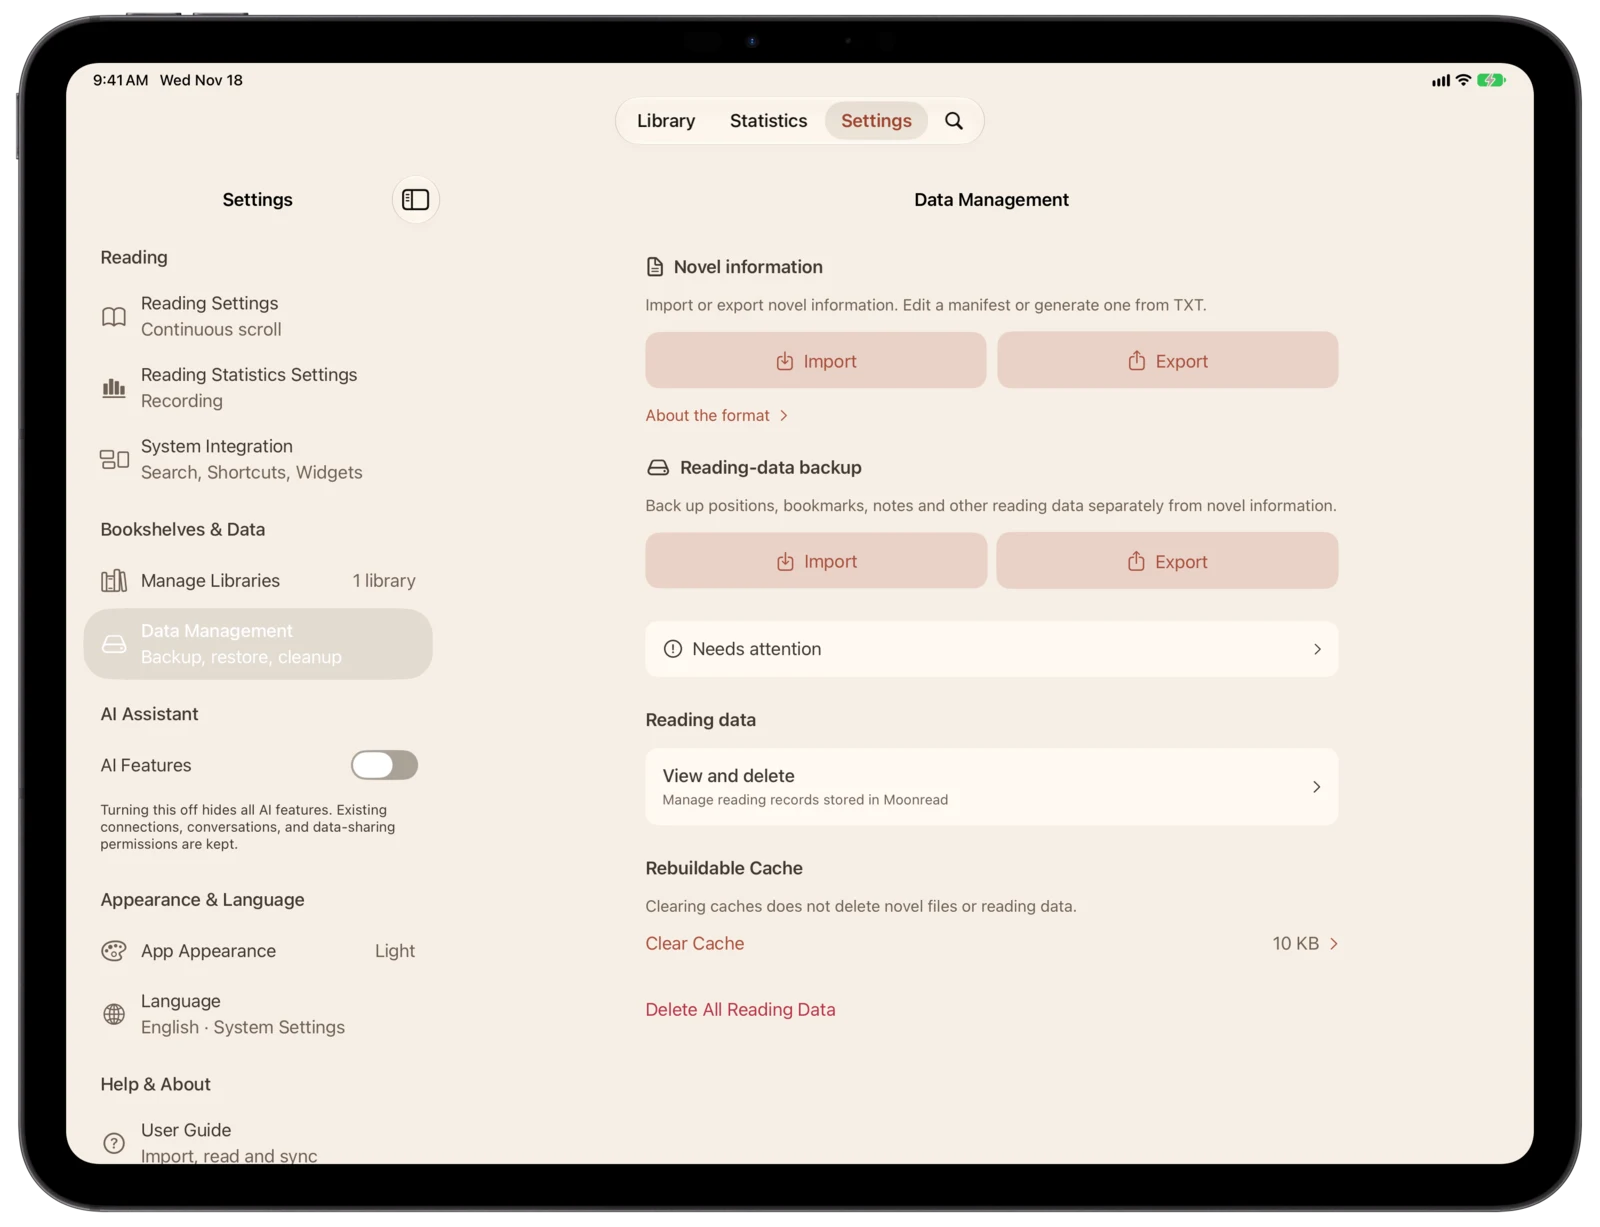 9:41 AM Wed Nov 18
Library Statistics Settings
Settings
Reading
Reading Settings
Continuous scroll
Reading Statistics Settings
Recording
System Integration
Search, Shortcuts, Widgets
Bookshelves & Data
Manage Libraries 1 library
Data Management
Backup, restore, cleanup
AI Assistant
AI Features
Turning this off hides all AI features. Existing
connections, conversations, and data-sharing
permissions are kept.
Appearance & Language
App Appearance Light
Language
English · System Settings
Help & About
User Guide
Import, read and sync
Data Management
Novel information
Import or export novel information. Edit a manifest or generate one from TXT.
Import Export
About the format
Reading-data backup
Back up positions, bookmarks, notes and other reading data separately from novel information.
Import Export
Needs attention
Reading data
View and delete
Manage reading records stored in Moonread
Rebuildable Cache
Clearing caches does not delete novel files or reading data.
Clear Cache 10 KB
Delete All Reading Data